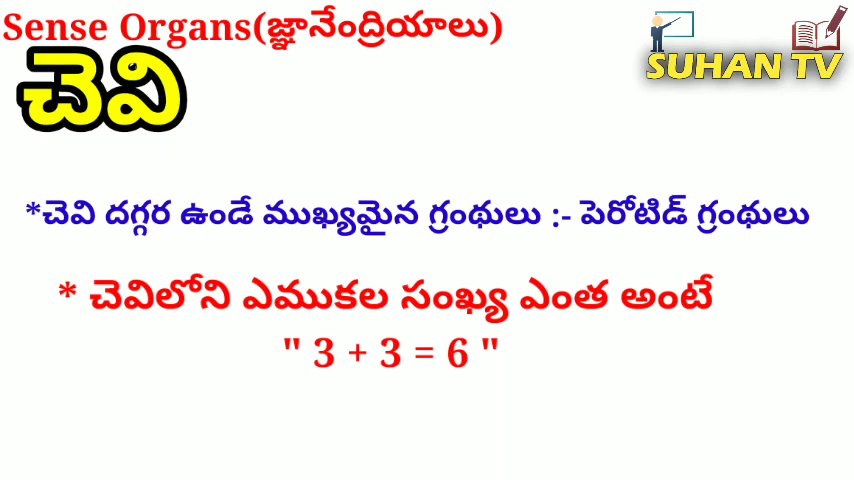 Sense Organs(జ్ఞానేంద్రియాలు)
SUHAN TV
చెవి
*చెవి దగ్గర ఉండే ముఖ్యమైన గ్రంథులు :- పెరోటిడ్ గ్రంథులు
* చెవిలోని ఎముకల సంఖ్య ఎంత అంటే
" 3 + 3 = 6 "